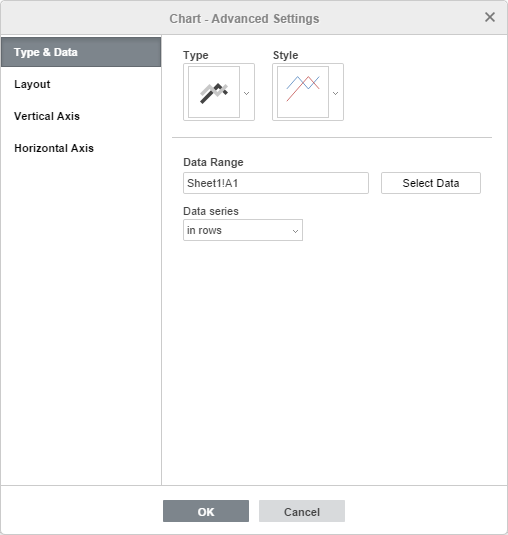 Chart - Advanced Settings
Type & Data
Layout
Vertical Axis
Horizontal Axis
Type Style
Data Range
Sheet1!A1 Select Data
Data series
in rows
OK Cancel